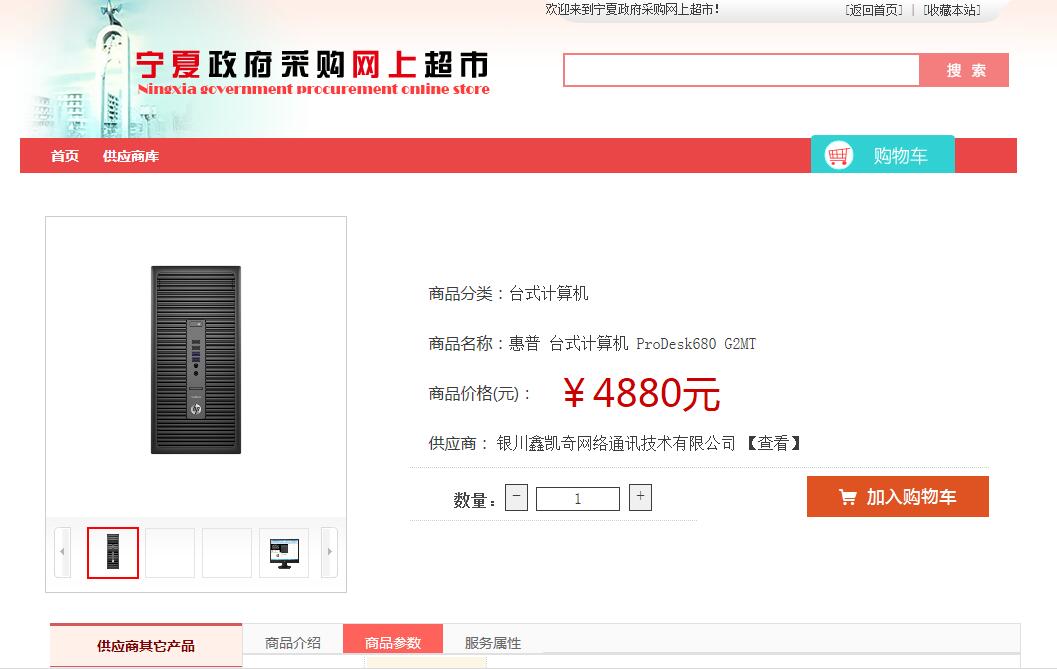 欢迎来到宁夏政府采购网上超市!
[返回首页] | [收藏本站]
宁夏政府采购网上超市
Ningxia government procurement online store
搜 索
首页 供应商库
购物车
商品分类：台式计算机
商品名称：惠普 台式计算机 ProDesk680 G2MT
商品价格(元)： ￥4880元
供应商： 银川鑫凯奇网络通讯技术有限公司 【查看】
数量： − 1 +
加入购物车
供应商其它产品
商品介绍 商品参数 服务属性